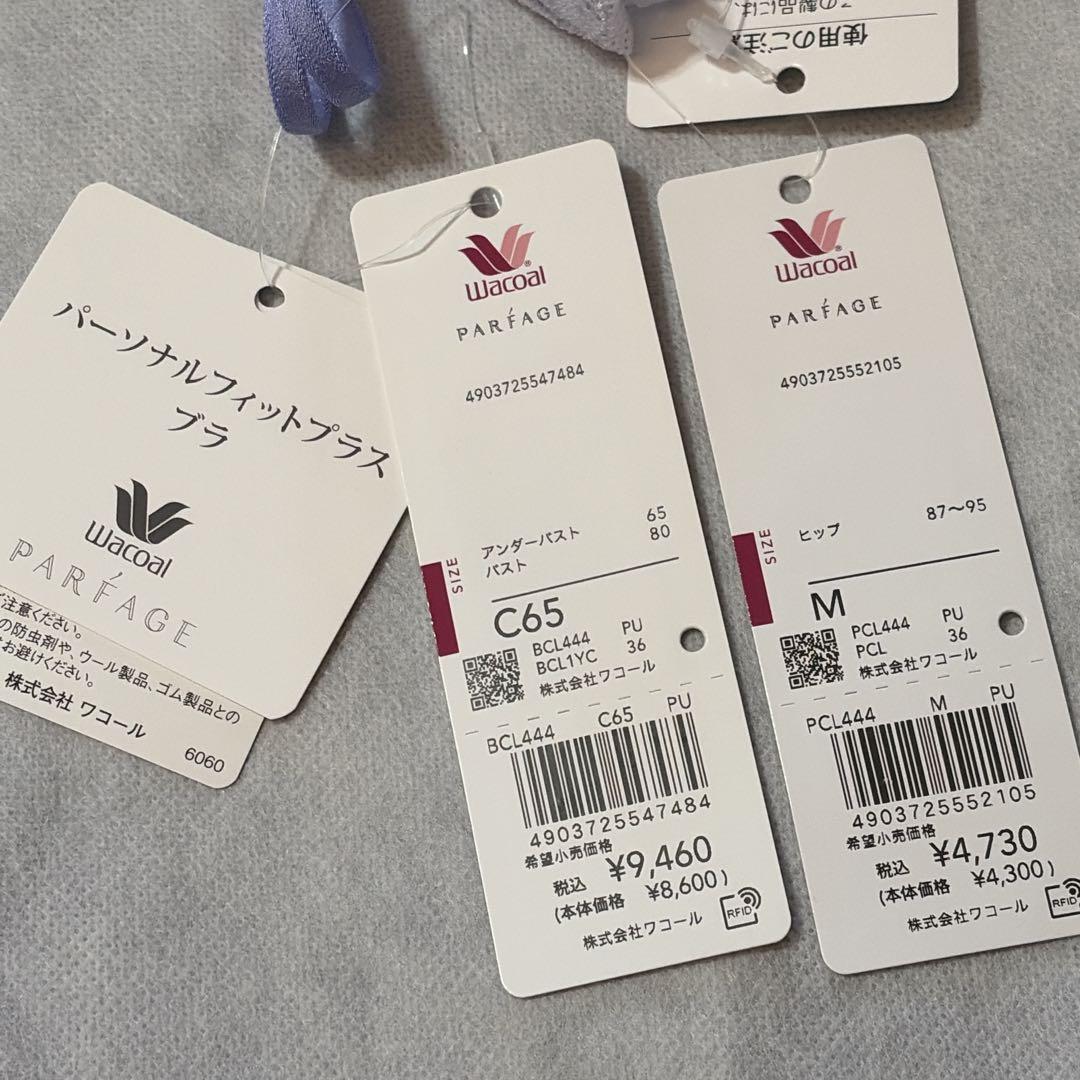 使用のご注
この製品には、
パーソナルフィットプラス
ブラ
Wacoal
PARFAGE
ご注意ください。
の防虫剤や、ウール製品、ゴム製品との
お避けください。
株式会社 ワコール
6060
Wacoal
PARFAGE
4903725547484
SIZE
アンダーバスト 65
バスト 80
C65
BCL444 PU
BCL1YC 36
株式会社ワコール
BCL444 C65 PU
4903725547484
希望小売価格
税込 ¥9,460
(本体価格 ¥8,600)
RFID
株式会社ワコール
Wacoal
PARFAGE
4903725552105
SIZE
ヒップ 87〜95
M
PCL444 PU
PCL 36
株式会社ワコール
PCL444 M PU
4903725552105
希望小売価格
税込 ¥4,730
(本体価格 ¥4,300)
RFID
株式会社ワコール